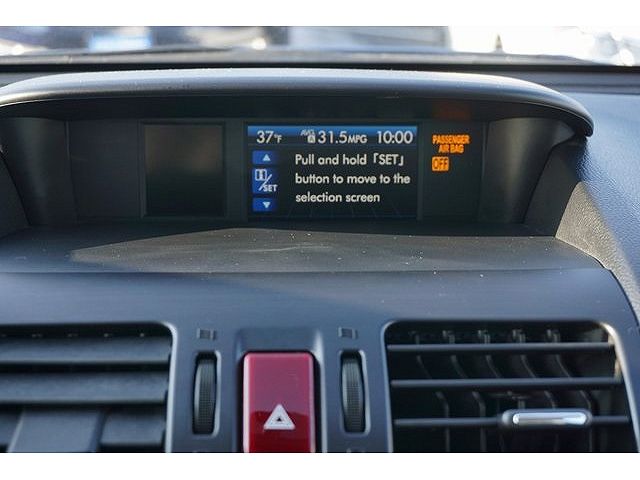 37°F AVG A 31.5MPG 10:00
Pull and hold「SET」
button to move to the
selection screen
i/SET
PASSENGER
AIR BAG
OFF